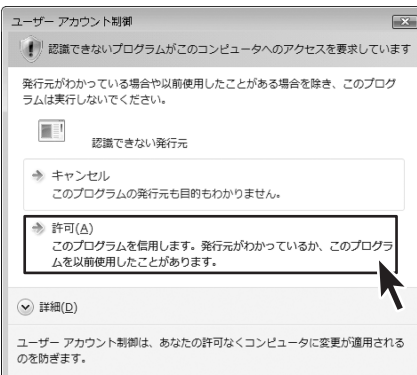 ユーザー アカウント制御
認識できないプログラムがこのコンピュータへのアクセスを要求しています
発行元がわかっている場合や以前使用したことがある場合を除き、このプログ
ラムは実行しないでください。
認識できない発行元
キャンセル
このプログラムの発行元も目的もわかりません。
許可(A)
このプログラムを信用します。発行元がわかっているか、このプログラ
ムを以前使用したことがあります。
詳細(D)
ユーザー アカウント制御は、あなたの許可なくコンピュータに変更が適用される
のを防ぎます。